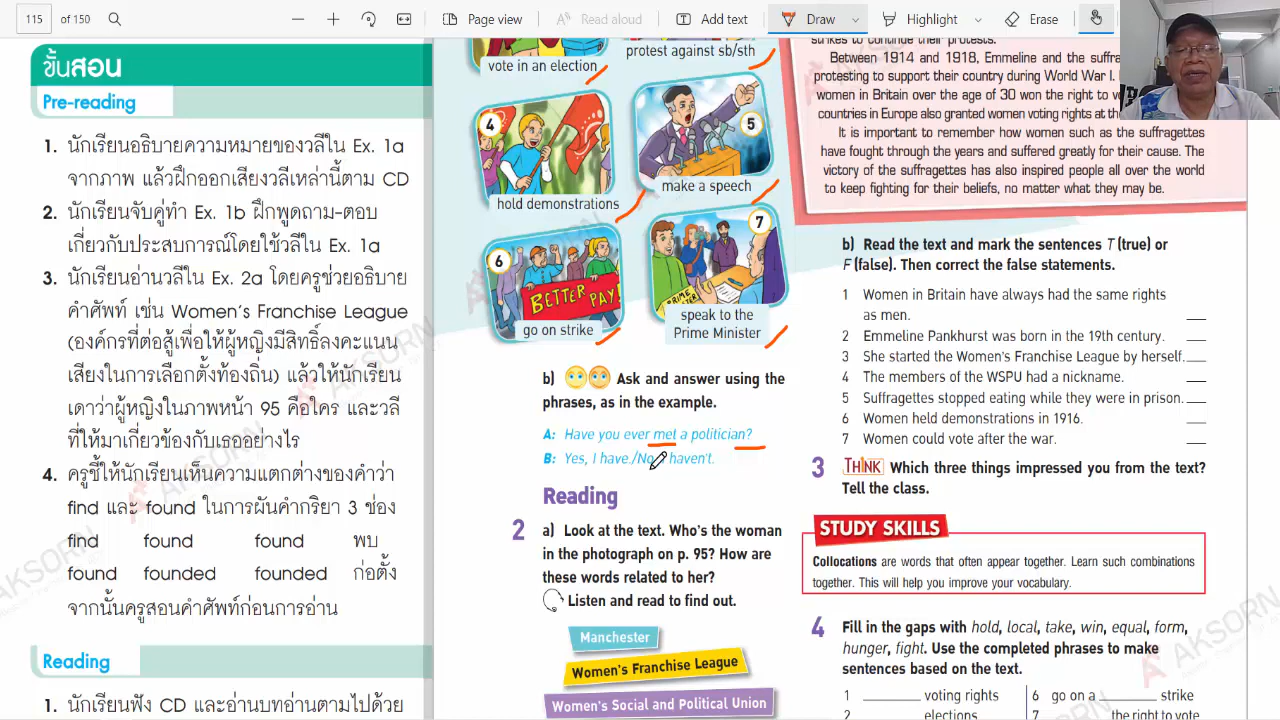 115 of 150
Page view
Read aloud
Add text
Draw
Highlight
Erase
ขั้นสอน
Pre-reading
1. นักเรียนอธิบายความหมายของวลีใน Ex. 1a
จากภาพ แล้วฝึกออกเสียงวลีเหล่านี้ตาม CD
2. นักเรียนจับคู่ทำ Ex. 1b ฝึกพูดถาม-ตอบ
เกี่ยวกับประสบการณ์โดยใช้วลีใน Ex. 1a
3. นักเรียนอ่านวลีใน Ex. 2a โดยครูช่วยอธิบาย
คำศัพท์ เช่น Women's Franchise League
(องค์กรที่ต่อสู้เพื่อให้ผู้หญิงมีสิทธิ์ลงคะแนน
เสียงในการเลือกตั้งท้องถิ่น) แล้วให้นักเรียน
เดาว่าผู้หญิงในภาพหน้า 95 คือใคร และวลี
ที่ให้มาเกี่ยวข้องกับเธออย่างไร
4. ครูชี้ให้นักเรียนเห็นความแตกต่างของคำว่า
find และ found ในการผันคำกริยา 3 ช่อง
find found found พบ
found founded founded ก่อตั้ง
จากนั้นครูสอนคำศัพท์ก่อนการอ่าน
Reading
1. นักเรียนฟัง CD และอ่านบทอ่านตามไปด้วย
vote in an election
protest against sb/sth
4
hold demonstrations
5
make a speech
6
BETTER PAY!
go on strike
7
speak to the
Prime Minister
b) Ask and answer using the
phrases, as in the example.
A: Have you ever met a politician?
B: Yes, I have./No haven't.
Reading
2 a) Look at the text. Who's the woman
in the photograph on p. 95? How are
these words related to her?
Listen and read to find out.
Manchester
Women's Franchise League
Women's Social and Political Union
strikes to continue their protests.
Between 1914 and 1918, Emmeline and the
protesting to support their country during World War I.
women in Britain over the age of 30 won the right to
countries in Europe also granted women voting rights at
It is important to remember how women such as the suffragettes
have fought through the years and suffered greatly for their cause. The
victory of the suffragettes has also inspired people all over the world
to keep fighting for their beliefs, no matter what they may be.
b) Read the text and mark the sentences T (true) or
F (false). Then correct the false statements.
1 Women in Britain have always had the same rights
as men. __
2 Emmeline Pankhurst was born in the 19th century. __
3 She started the Women's Franchise League by herself. __
4 The members of the WSPU had a nickname. __
5 Suffragettes stopped eating while they were in prison. __
6 Women held demonstrations in 1916. __
7 Women could vote after the war. __
3 THINK Which three things impressed you from the text?
Tell the class.
STUDY SKILLS
Collocations are words that often appear together. Learn such combinations
together. This will help you improve your vocabulary.
4 Fill in the gaps with hold, local, take, win, equal, form,
hunger, fight. Use the completed phrases to make
sentences based on the text.
1 ________ voting rights
6 go on a ________ strike
2 ________ elections
7 ________ the right to vote
AKSORN